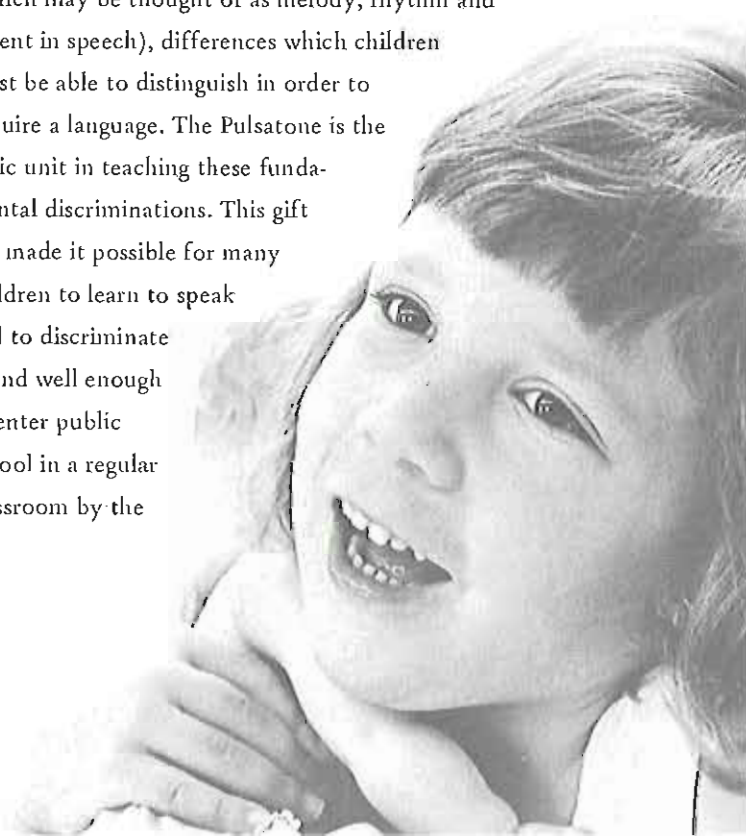 ich may be thought of as melody, rhythm and
ent in speech), differences which children
st be able to distinguish in order to
uire a language. The Pulsatone is the
ic unit in teaching these funda-
ntal discriminations. This gift
made it possible for many
ldren to learn to speak
l to discriminate
nd well enough
enter public
ool in a regular
ssroom by the